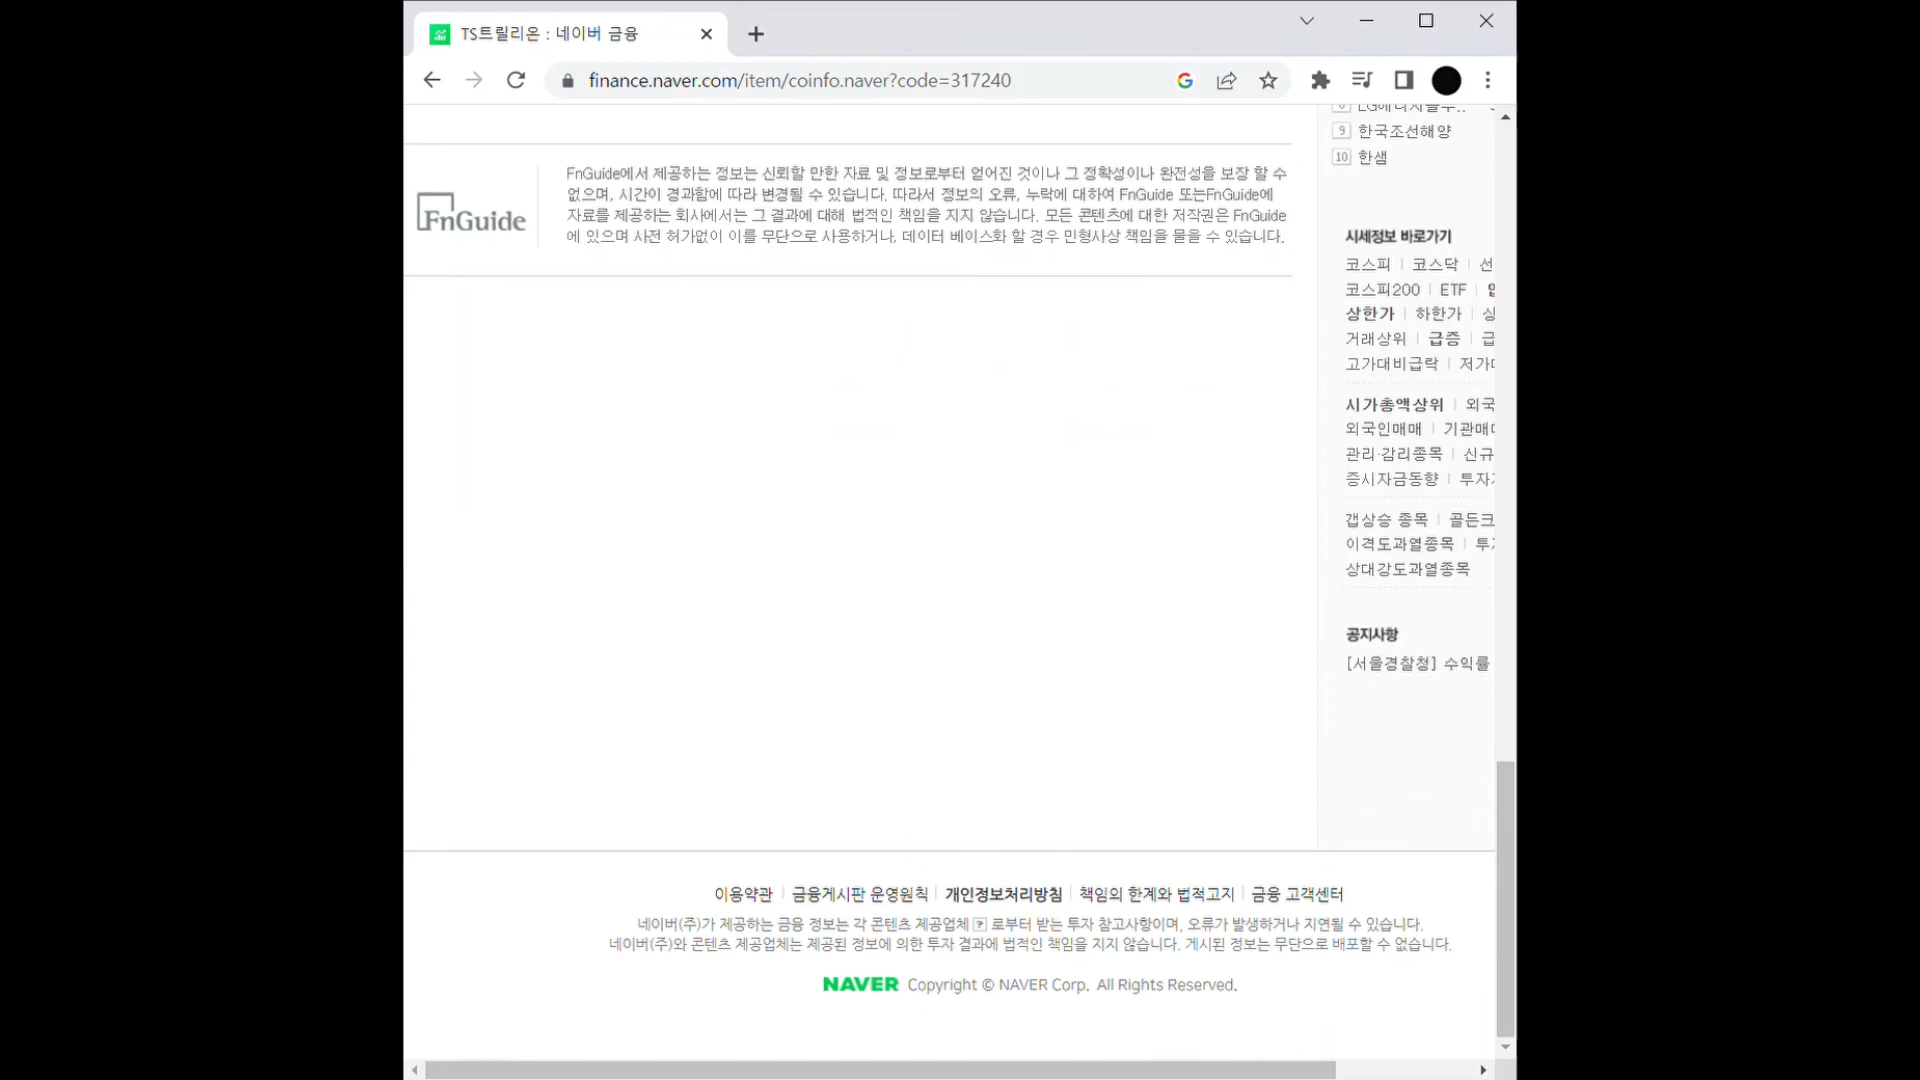 TS트릴리온 : 네이버 금융
finance.naver.com/item/coinfo.naver?code=317240
9 한국조선해양
10 한샘
FnGuide
FnGuide에서 제공하는 정보는 신뢰할 만한 자료 및 정보로부터 얻어진 것이나 그 정확성이나 완전성을 보장 할 수
없으며, 시간이 경과함에 따라 변경될 수 있습니다. 따라서 정보의 오류, 누락에 대하여 FnGuide 또는FnGuide에
자료를 제공하는 회사에서는 그 결과에 대해 법적인 책임을 지지 않습니다. 모든 콘텐츠에 대한 저작권은 FnGuide
에 있으며 사전 허가없이 이를 무단으로 사용하거나, 데이터 베이스화 할 경우 민형사상 책임을 물을 수 있습니다.
시세정보 바로가기
코스피 코스닥 선
코스피200 ETF
상한가 하한가 상
거래상위 급증 급
고가대비급락 저가
시가총액상위 외국
외국인매매 기관매
관리·감리종목 신규
증시자금동향 투자
갭상승 종목 골든크
이격도과열종목 투
상대강도과열종목
공지사항
[서울경찰청] 수익률
이용약관 금융게시판 운영원칙 개인정보처리방침 책임의 한계와 법적고지 금융 고객센터
네이버(주)가 제공하는 금융 정보는 각 콘텐츠 제공업체 ? 로부터 받는 투자 참고사항이며, 오류가 발생하거나 지연될 수 있습니다.
네이버(주)와 콘텐츠 제공업체는 제공된 정보에 의한 투자 결과에 법적인 책임을 지지 않습니다. 게시된 정보는 무단으로 배포할 수 없습니다.
NAVER Copyright © NAVER Corp. All Rights Reserved.